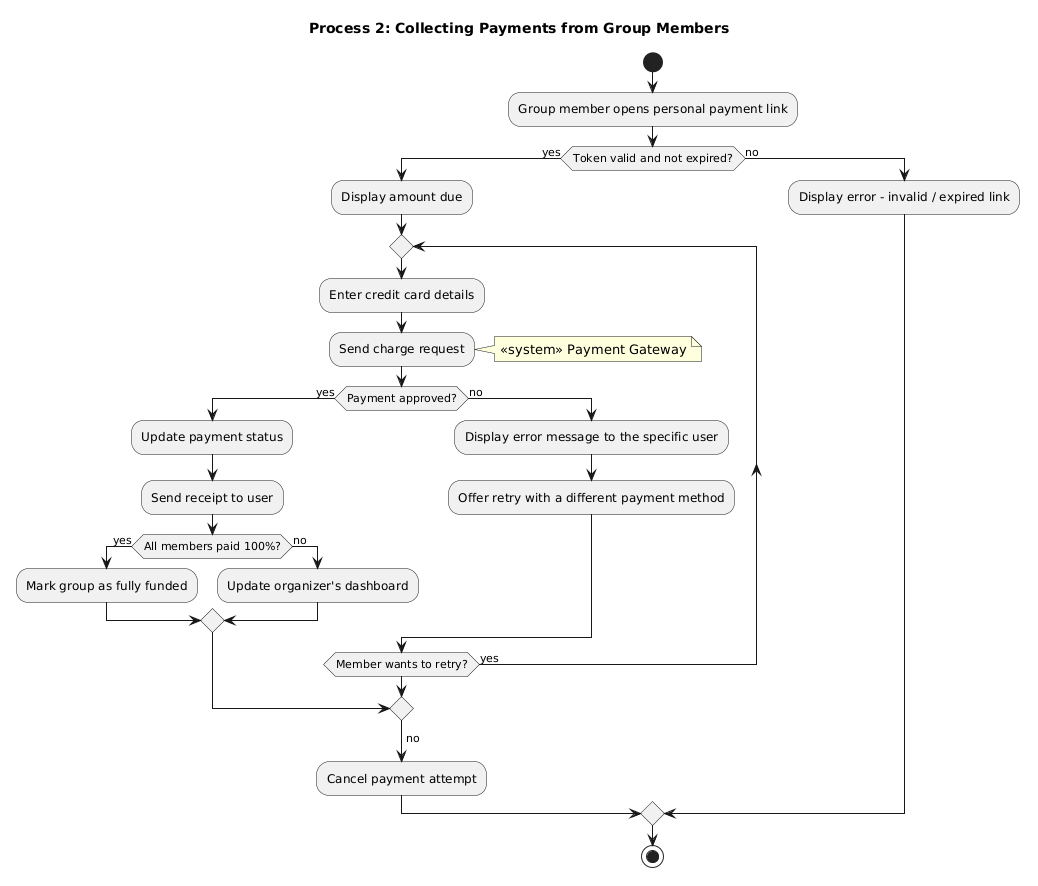 Process 2: Collecting Payments from Group Members
Group member opens personal payment link
yes
Token valid and not expired?
no
Display amount due
Display error - invalid / expired link
Enter credit card details
Send charge request
«system» Payment Gateway
yes
Payment approved?
no
Update payment status
Display error message to the specific user
Send receipt to user
Offer retry with a different payment method
yes
All members paid 100%?
no
Mark group as fully funded
Update organizer's dashboard
Member wants to retry?
yes
no
Cancel payment attempt